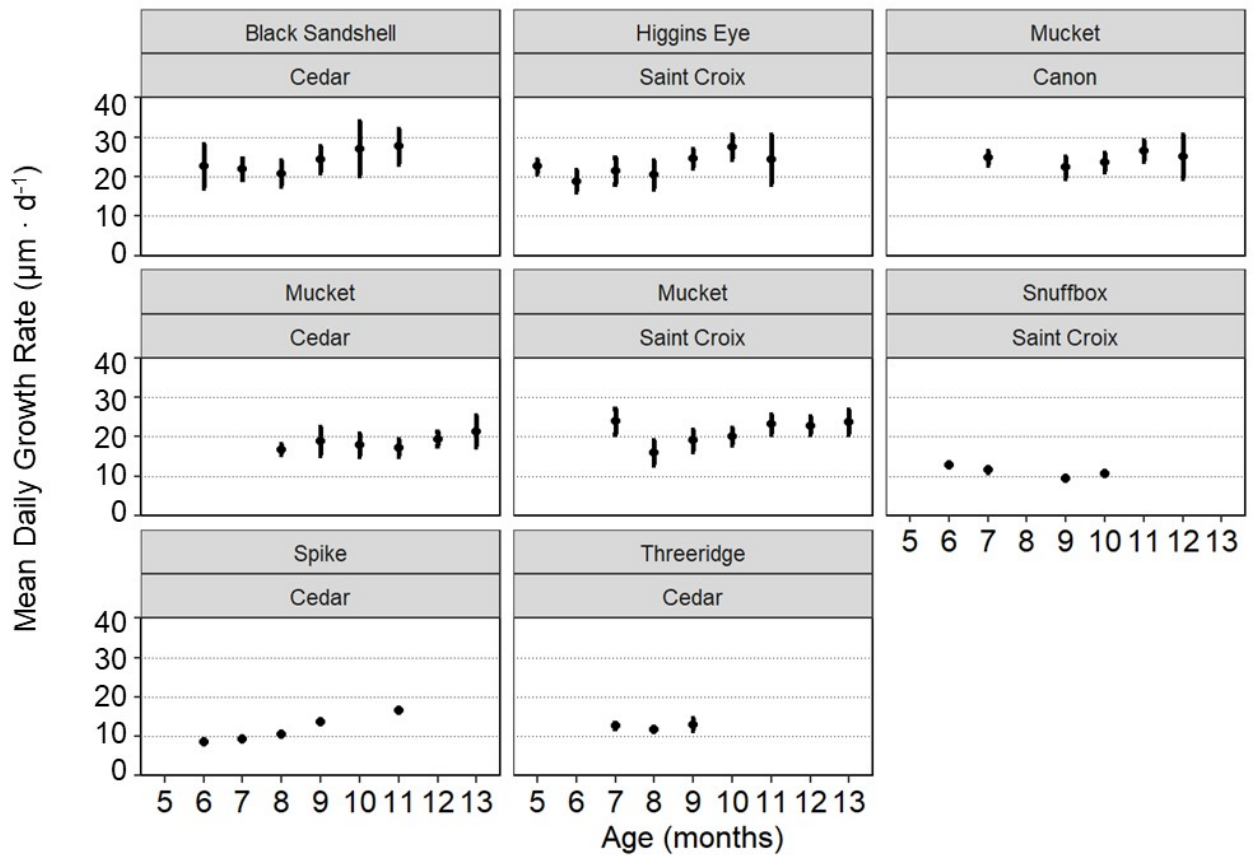 Black Sandshell Higgins Eye Mucket
Cedar Saint Croix Canon
40
30
20
10
0
Mucket Mucket Snuffbox
Cedar Saint Croix Saint Croix
40
30
20
10
0
5 6 7 8 9 10 11 12 13
Spike Threeridge
Cedar Cedar
40
30
20
10
0
5 6 7 8 9 10 11 12 13 5 6 7 8 9 10 11 12 13
Age (months)
Mean Daily Growth Rate (µm · d⁻¹)